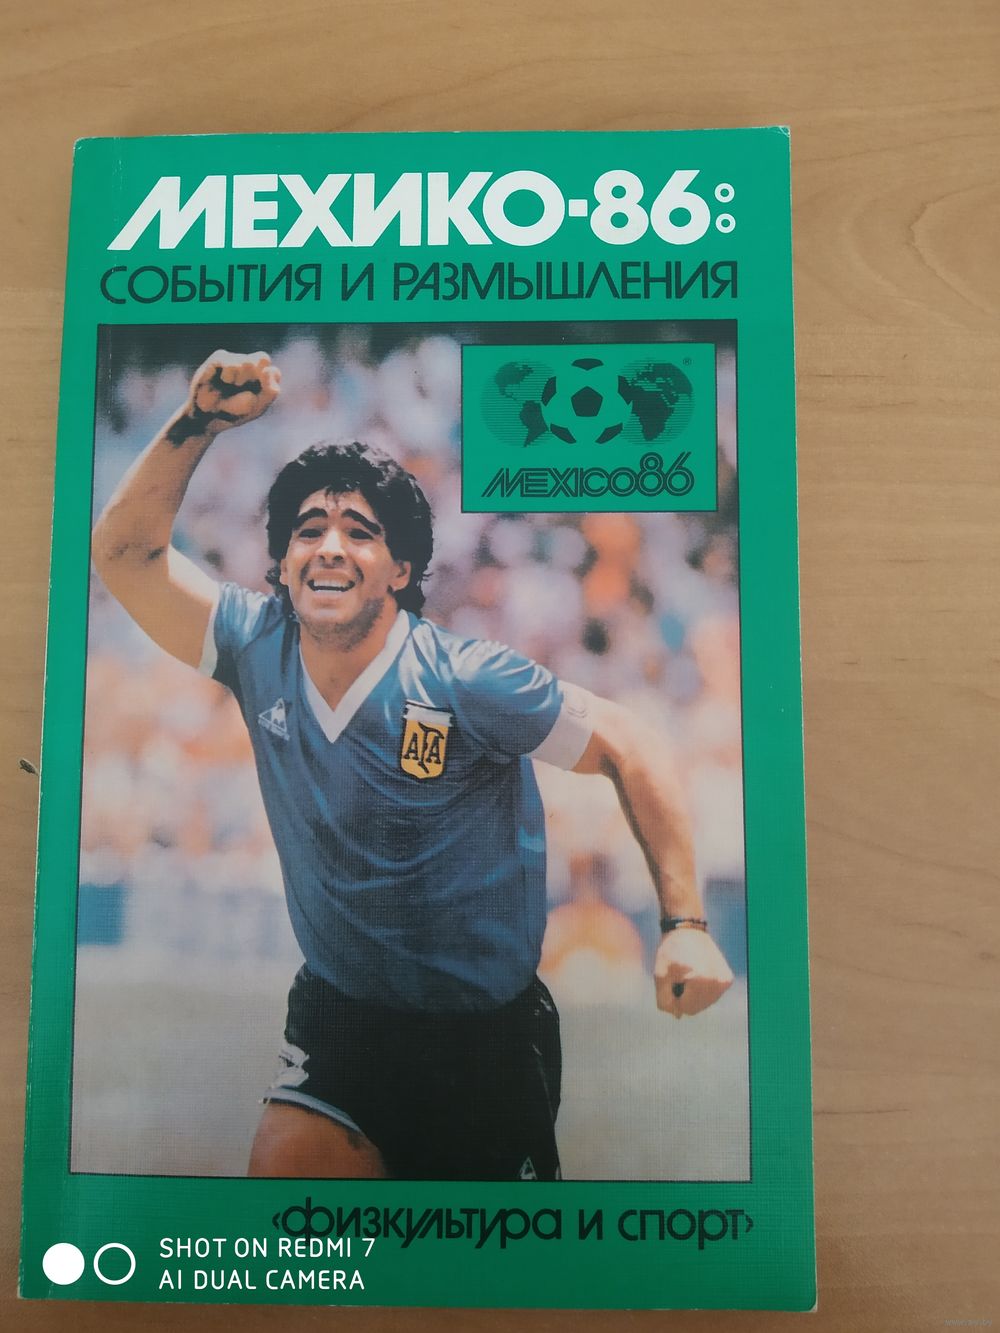 МЕХИКО-86:
СОБЫТИЯ И РАЗМЫШЛЕНИЯ
®
MEXICO86
AFA
‹физкультура и спорт›
SHOT ON REDMI 7
AI DUAL CAMERA